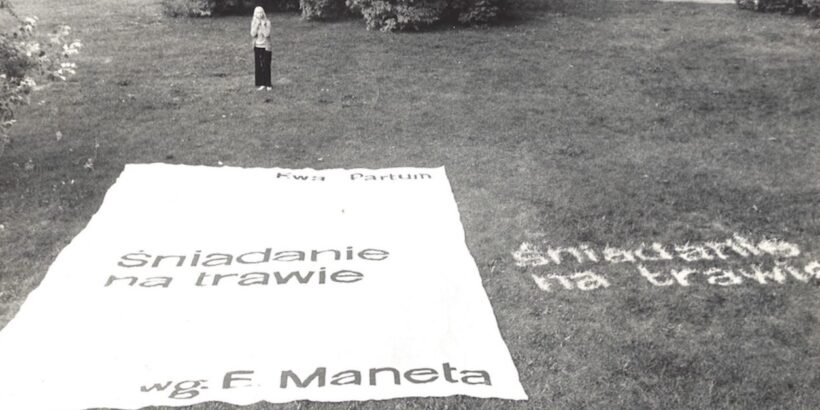 Ewa Partum
Śniadanie
na trawie
wg. E. Maneta
śniadanie
na trawie